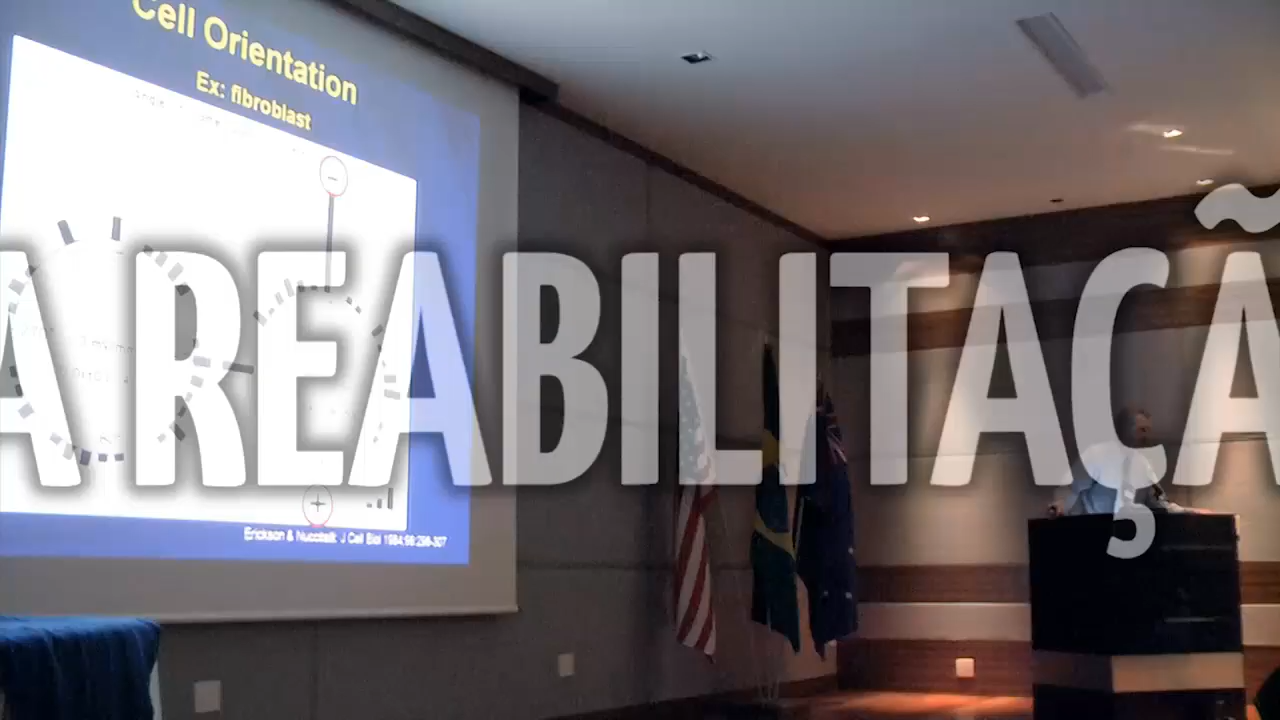 Cell Orientation
Ex: fibroblast
A REABILITAÇÃ
Erickson & Nuccitelli: J Cell Biol 1984;98:296-307